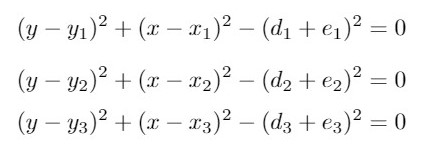 (y − y₁)² + (x − x₁)² − (d₁ + e₁)² = 0
(y − y₂)² + (x − x₂)² − (d₂ + e₂)² = 0
(y − y₃)² + (x − x₃)² − (d₃ + e₃)² = 0